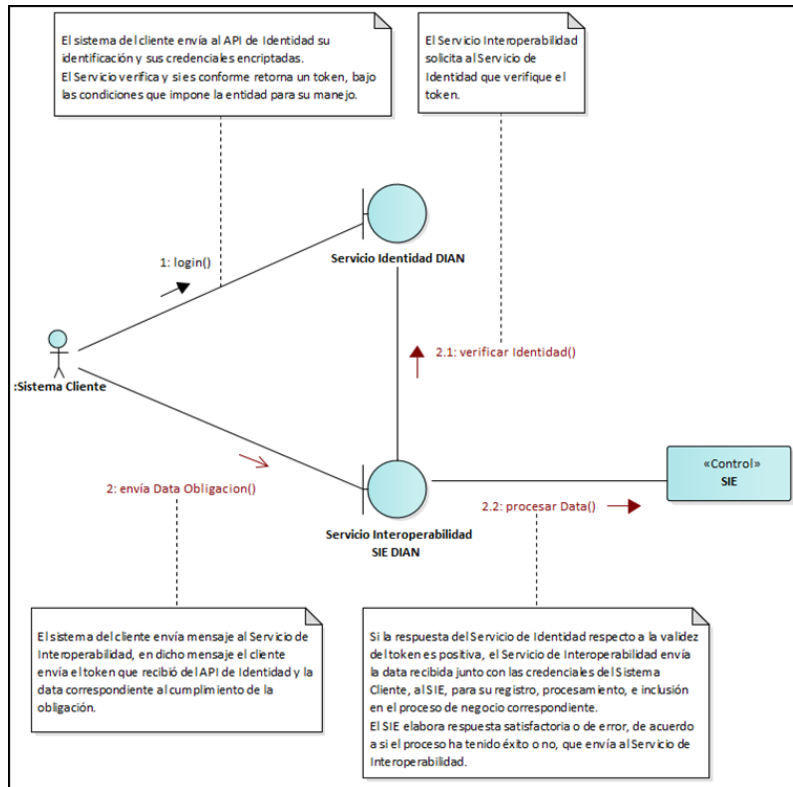 El sistema del cliente envía al API de Identidad su
identificación y sus credenciales encriptadas.
El Servicio verifica y si es conforme retorna un token, bajo
las condiciones que impone la entidad para su manejo.
El Servicio Interoperabilidad
solicita al Servicio de
Identidad que verifique el
token.
1: login()
Servicio Identidad DIAN
2.1: verificar Identidad()
:Sistema Cliente
2: envía Data Obligacion()
«Control»
SIE
2.2: procesar Data()
Servicio Interoperabilidad
SIE DIAN
El sistema del cliente envía mensaje al Servicio de
Interoperabilidad, en dicho mensaje el cliente
envía el token que recibió del API de Identidad y la
data correspondiente al cumplimiento de la
obligación.
Si la respuesta del Servicio de Identidad respecto a la validez
del token es positiva, el Servicio de Interoperabilidad envía
la data recibida junto con las credenciales del Sistema
Cliente, al SIE, para su registro, procesamiento, e inclusión
en el proceso de negocio correspondiente.
El SIE elabora respuesta satisfactoria o de error, de acuerdo
a si el proceso ha tenido éxito o no, que envía al Servicio de
Interoperabilidad.